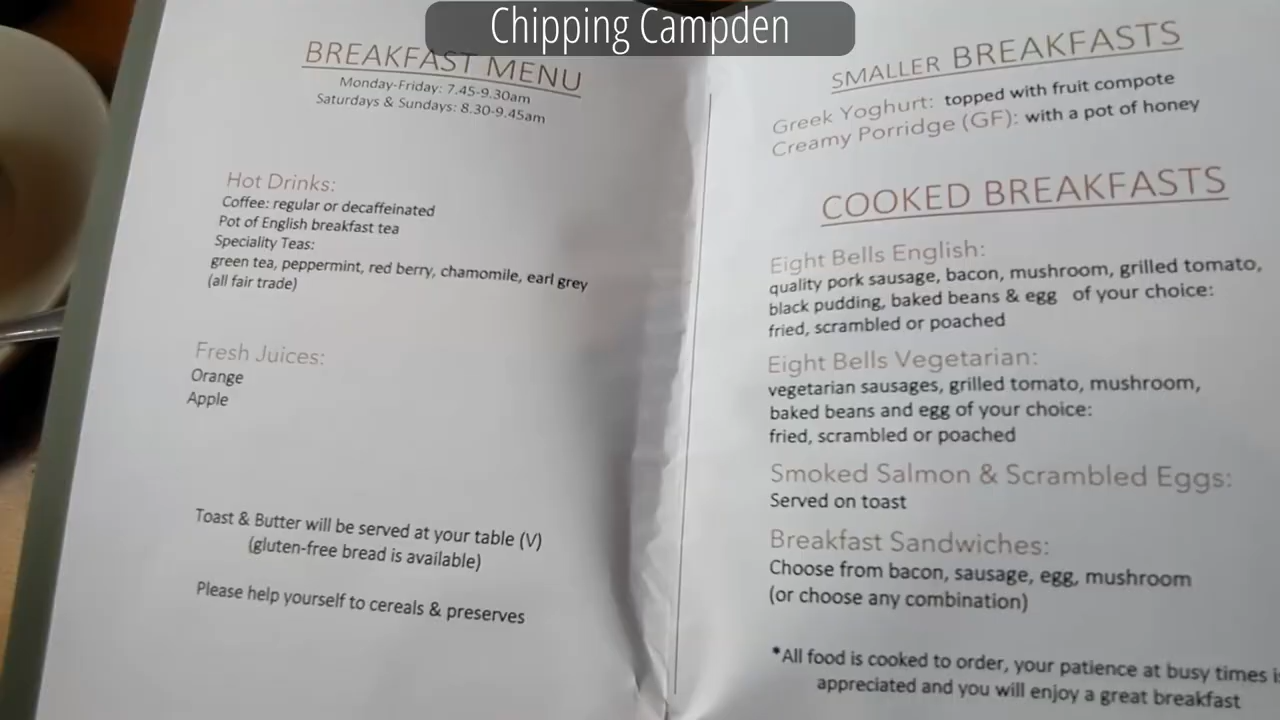 Chipping Campden
BREAKFAST MENU
Monday-Friday: 7.45-9.30am
Saturdays & Sundays: 8.30-9.45am
Hot Drinks:
Coffee: regular or decaffeinated
Pot of English breakfast tea
Speciality Teas:
green tea, peppermint, red berry, chamomile, earl grey
(all fair trade)
Fresh Juices:
Orange
Apple
Toast & Butter will be served at your table (V)
(gluten-free bread is available)
Please help yourself to cereals & preserves
SMALLER BREAKFASTS
Greek Yoghurt: topped with fruit compote
Creamy Porridge (GF): with a pot of honey
COOKED BREAKFASTS
Eight Bells English:
quality pork sausage, bacon, mushroom, grilled tomato,
black pudding, baked beans & egg of your choice:
fried, scrambled or poached
Eight Bells Vegetarian:
vegetarian sausages, grilled tomato, mushroom,
baked beans and egg of your choice:
fried, scrambled or poached
Smoked Salmon & Scrambled Eggs:
Served on toast
Breakfast Sandwiches:
Choose from bacon, sausage, egg, mushroom
(or choose any combination)
*All food is cooked to order, your patience at busy times is
appreciated and you will enjoy a great breakfast